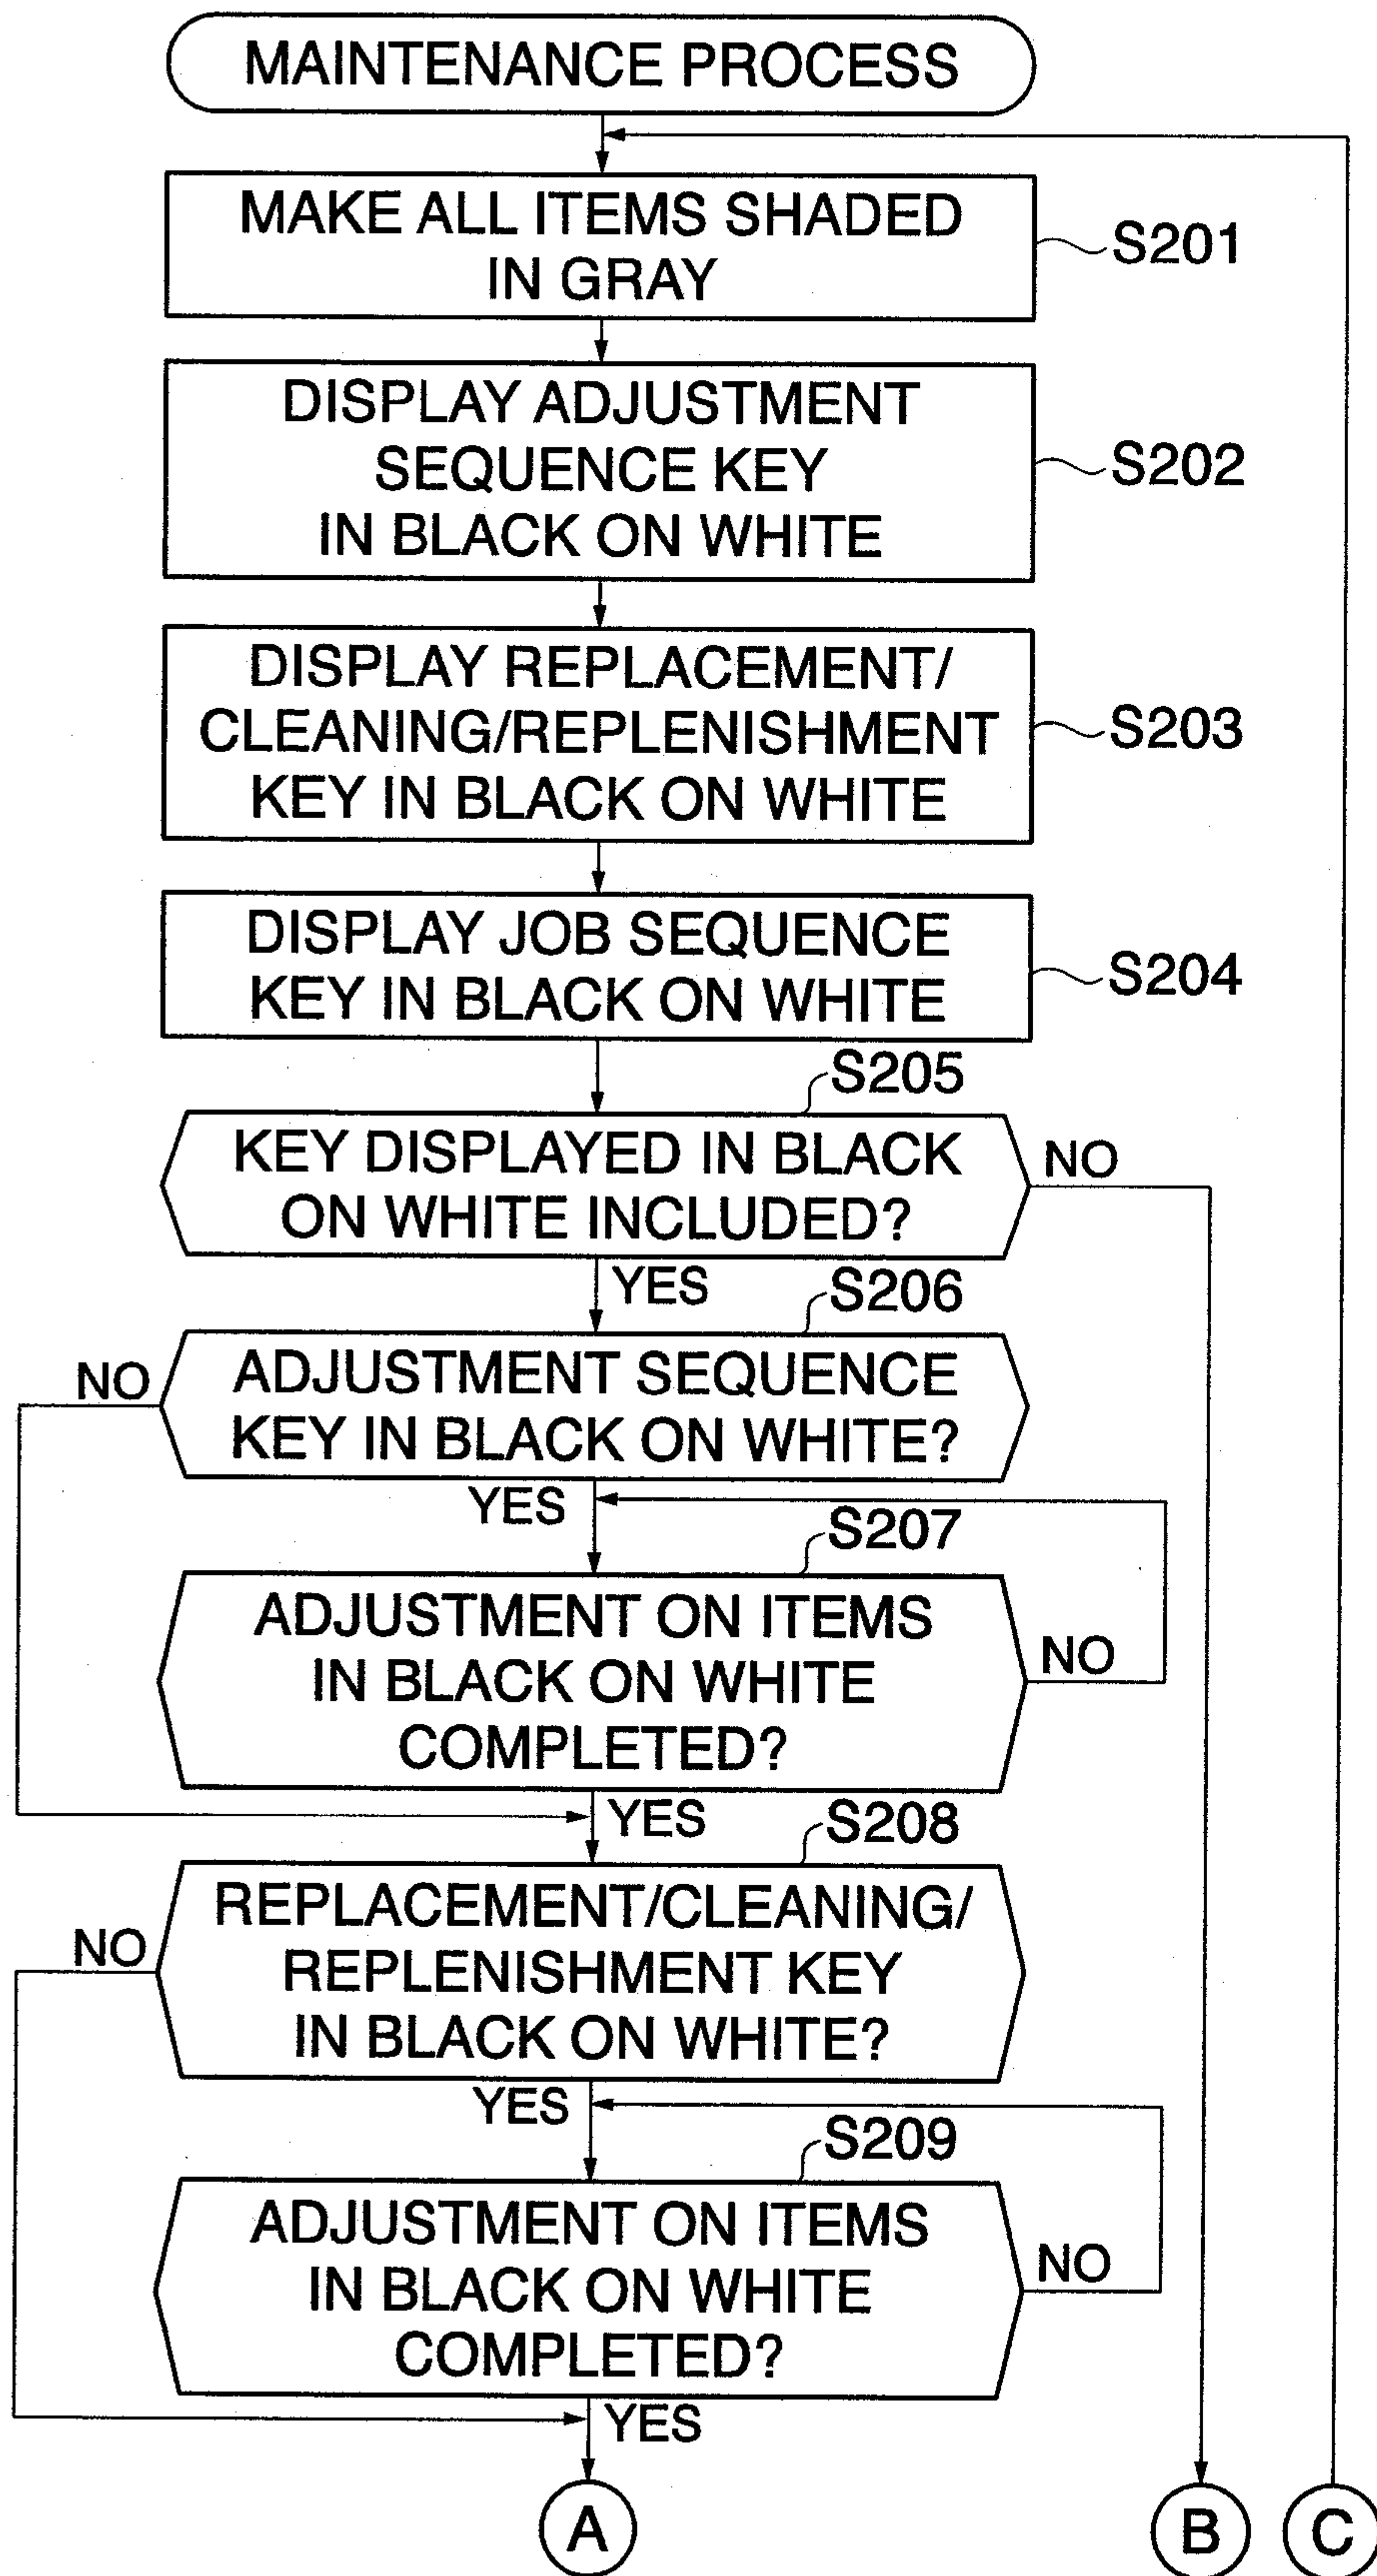 MAINTENANCE PROCESS
MAKE ALL ITEMS SHADED
IN GRAY
S201
DISPLAY ADJUSTMENT
SEQUENCE KEY
IN BLACK ON WHITE
S202
DISPLAY REPLACEMENT/
CLEANING/REPLENISHMENT
KEY IN BLACK ON WHITE
S203
DISPLAY JOB SEQUENCE
KEY IN BLACK ON WHITE
S204
S205
KEY DISPLAYED IN BLACK
ON WHITE INCLUDED?
NO
YES
S206
NO
ADJUSTMENT SEQUENCE
KEY IN BLACK ON WHITE?
YES
S207
ADJUSTMENT ON ITEMS
IN BLACK ON WHITE
COMPLETED?
NO
YES
S208
NO
REPLACEMENT/CLEANING/
REPLENISHMENT KEY
IN BLACK ON WHITE?
YES
S209
ADJUSTMENT ON ITEMS
IN BLACK ON WHITE
COMPLETED?
NO
YES
A
B
C